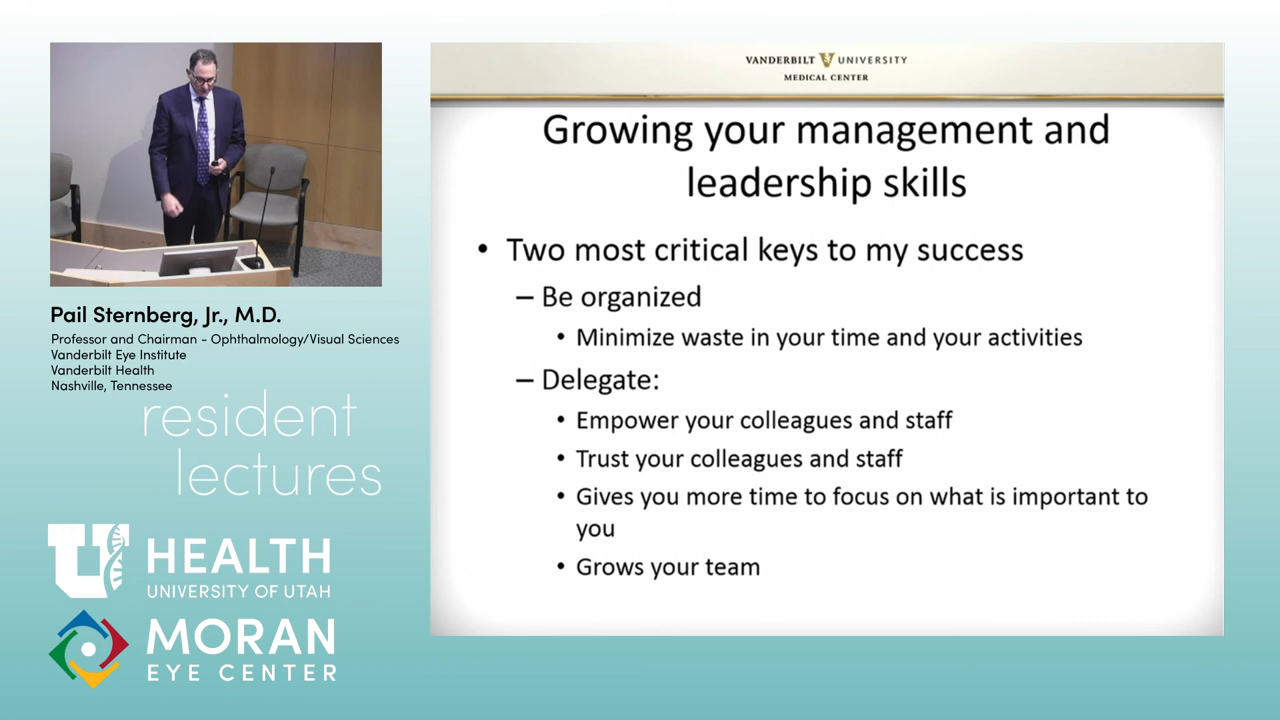 Pail Sternberg, Jr., M.D.
Professor and Chairman - Ophthalmology/Visual Sciences
Vanderbilt Eye Institute
Vanderbilt Health
Nashville, Tennessee
resident
lectures
U HEALTH
UNIVERSITY OF UTAH
MORAN
EYE CENTER
VANDERBILT V UNIVERSITY
MEDICAL CENTER
Growing your management and
leadership skills
• Two most critical keys to my success
– Be organized
• Minimize waste in your time and your activities
– Delegate:
• Empower your colleagues and staff
• Trust your colleagues and staff
• Gives you more time to focus on what is important to
you
• Grows your team